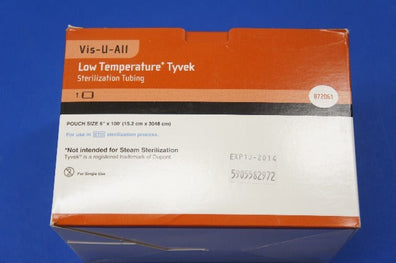 Vis-U-All
Low Temperature* Tyvek
Sterilization Tubing
1
872061
POUCH SIZE 6" x 100' (15.2 cm x 3048 cm)
For use in ETO sterilization process.
*Not intended for Steam Sterilization
Tyvek® is a registered trademark of Dupont
For Single Use
EXP12-2014
5905582972